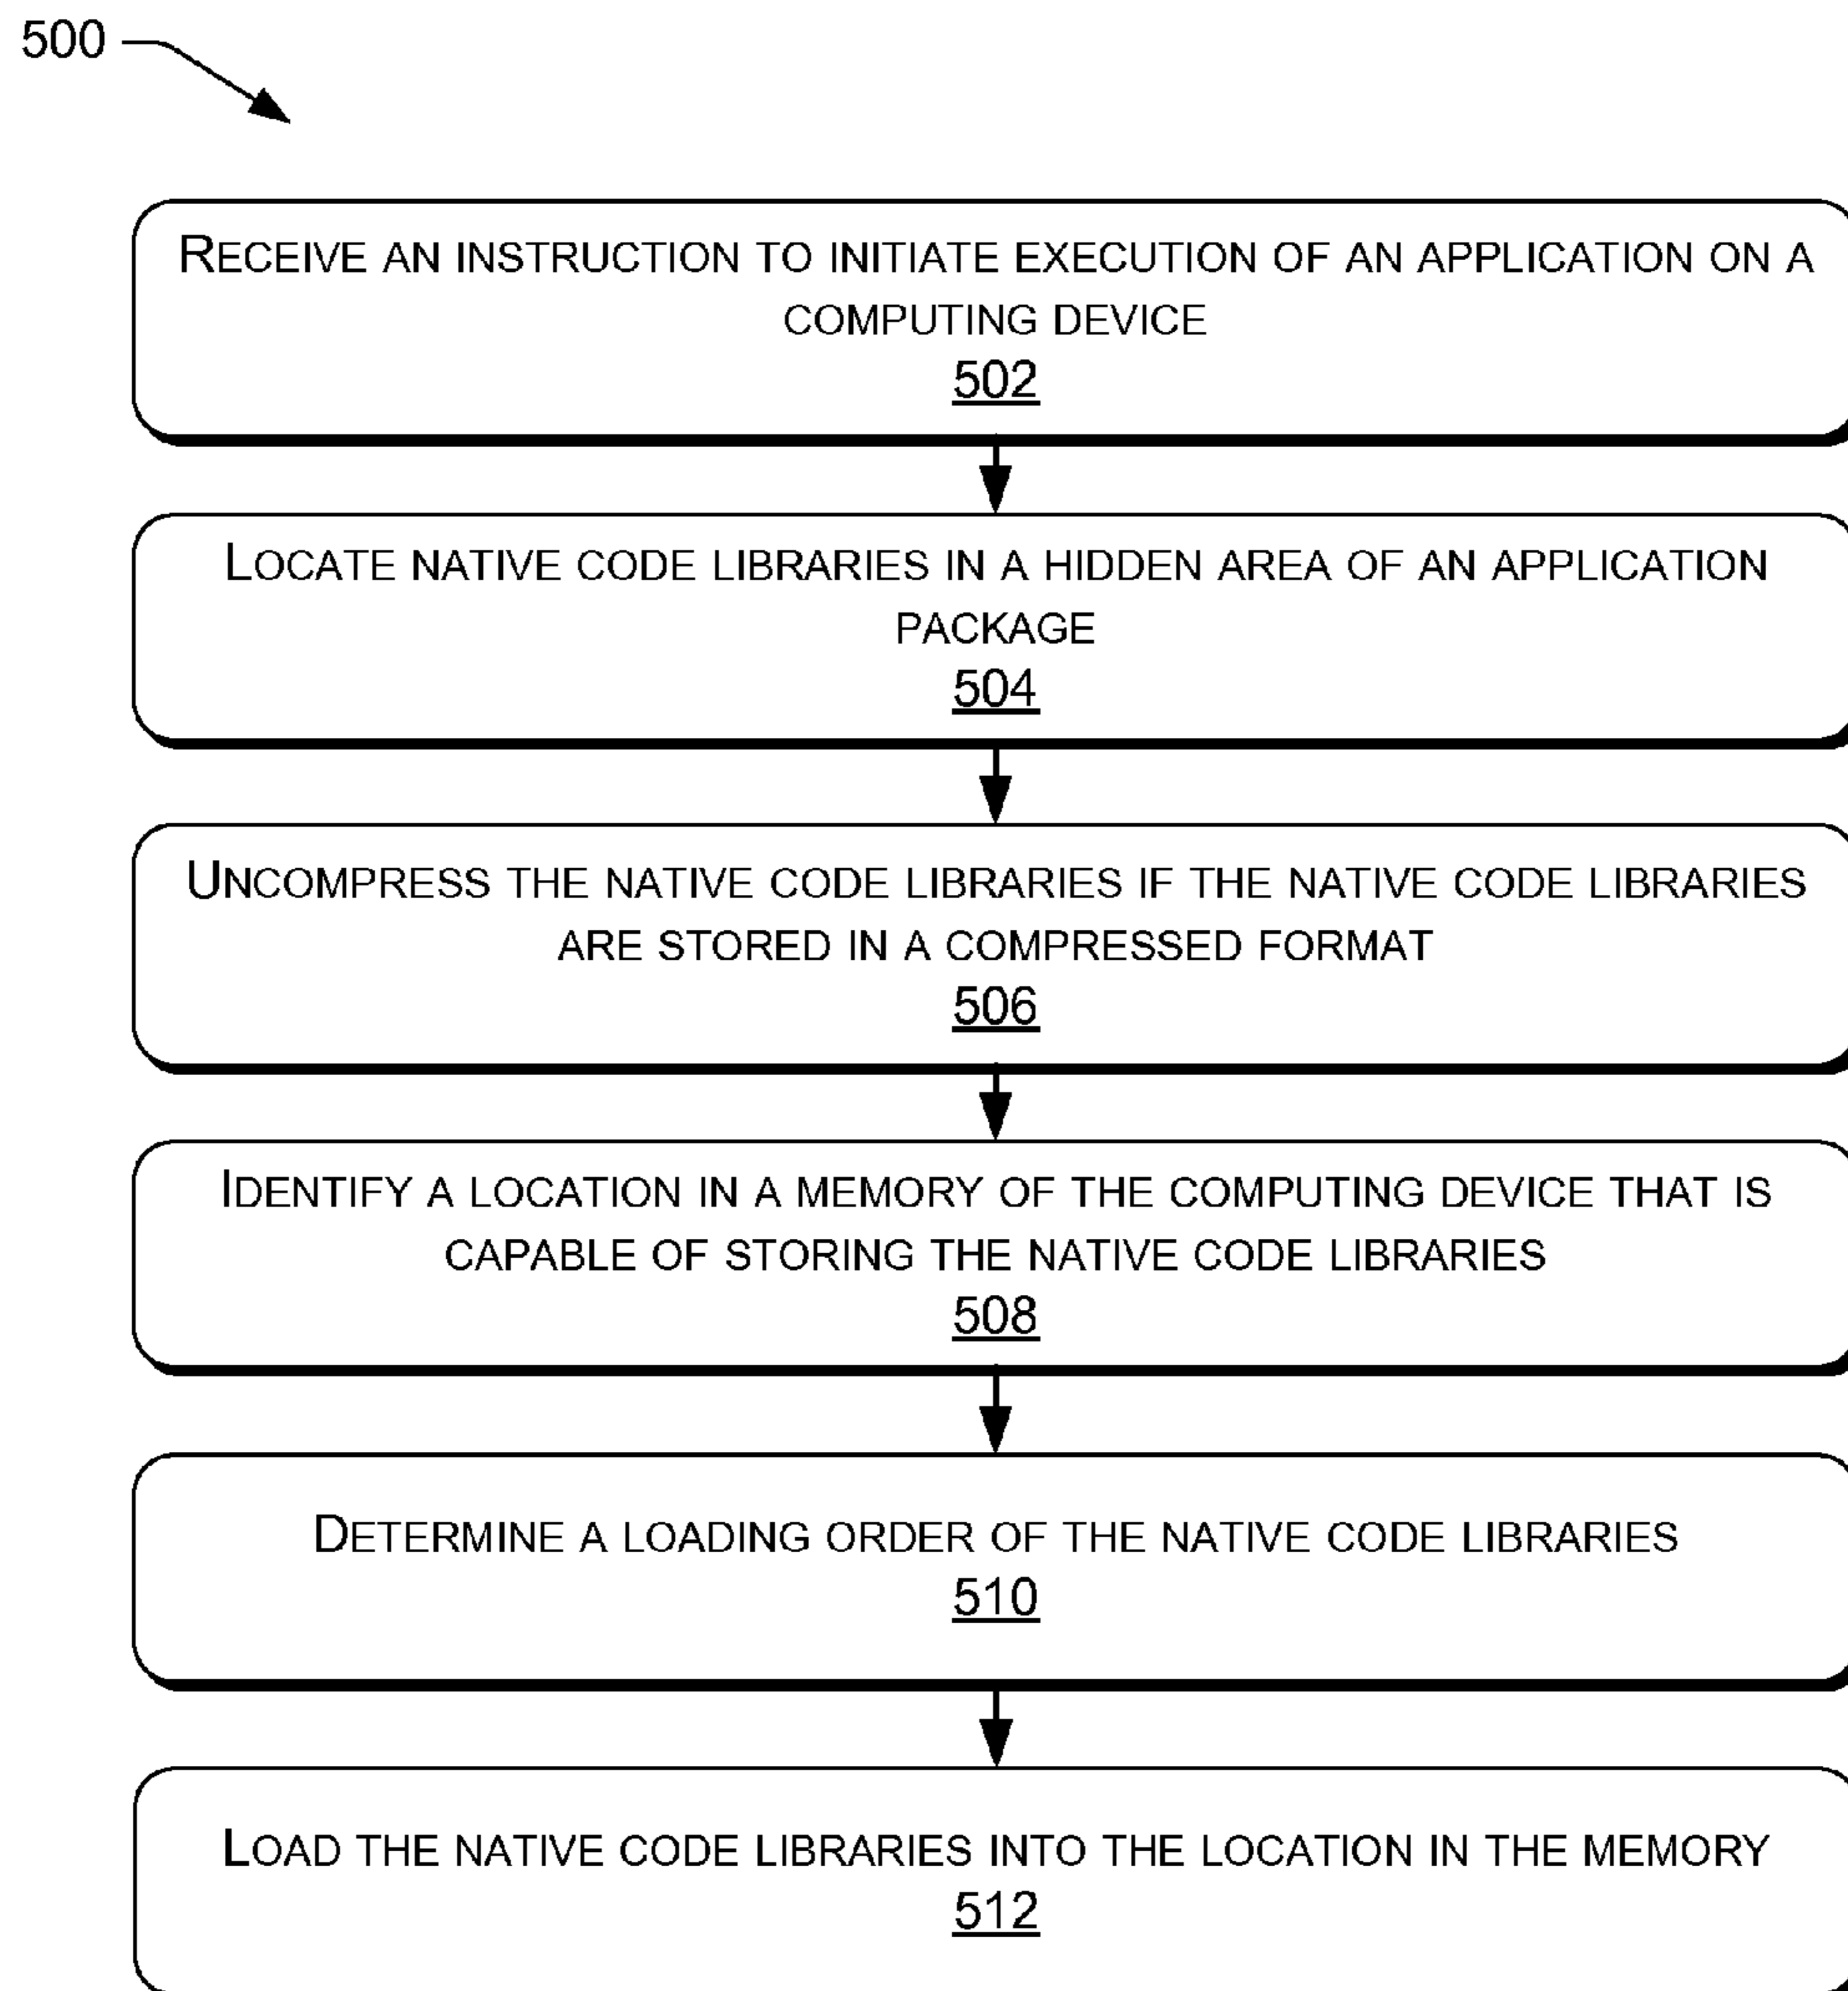 500
RECEIVE AN INSTRUCTION TO INITIATE EXECUTION OF AN APPLICATION ON A
COMPUTING DEVICE
502
LOCATE NATIVE CODE LIBRARIES IN A HIDDEN AREA OF AN APPLICATION
PACKAGE
504
UNCOMPRESS THE NATIVE CODE LIBRARIES IF THE NATIVE CODE LIBRARIES
ARE STORED IN A COMPRESSED FORMAT
506
IDENTIFY A LOCATION IN A MEMORY OF THE COMPUTING DEVICE THAT IS
CAPABLE OF STORING THE NATIVE CODE LIBRARIES
508
DETERMINE A LOADING ORDER OF THE NATIVE CODE LIBRARIES
510
LOAD THE NATIVE CODE LIBRARIES INTO THE LOCATION IN THE MEMORY
512